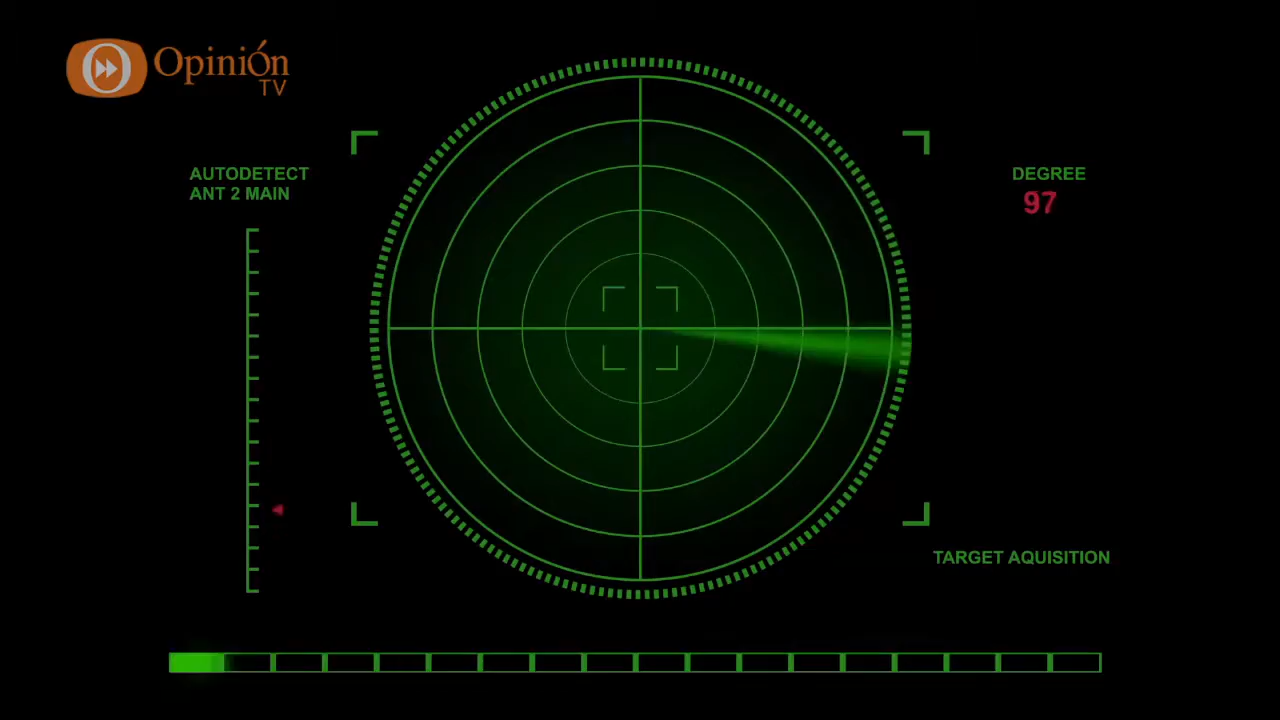 Opinión
TV
AUTODETECT
ANT 2 MAIN
DEGREE
97
TARGET AQUISITION